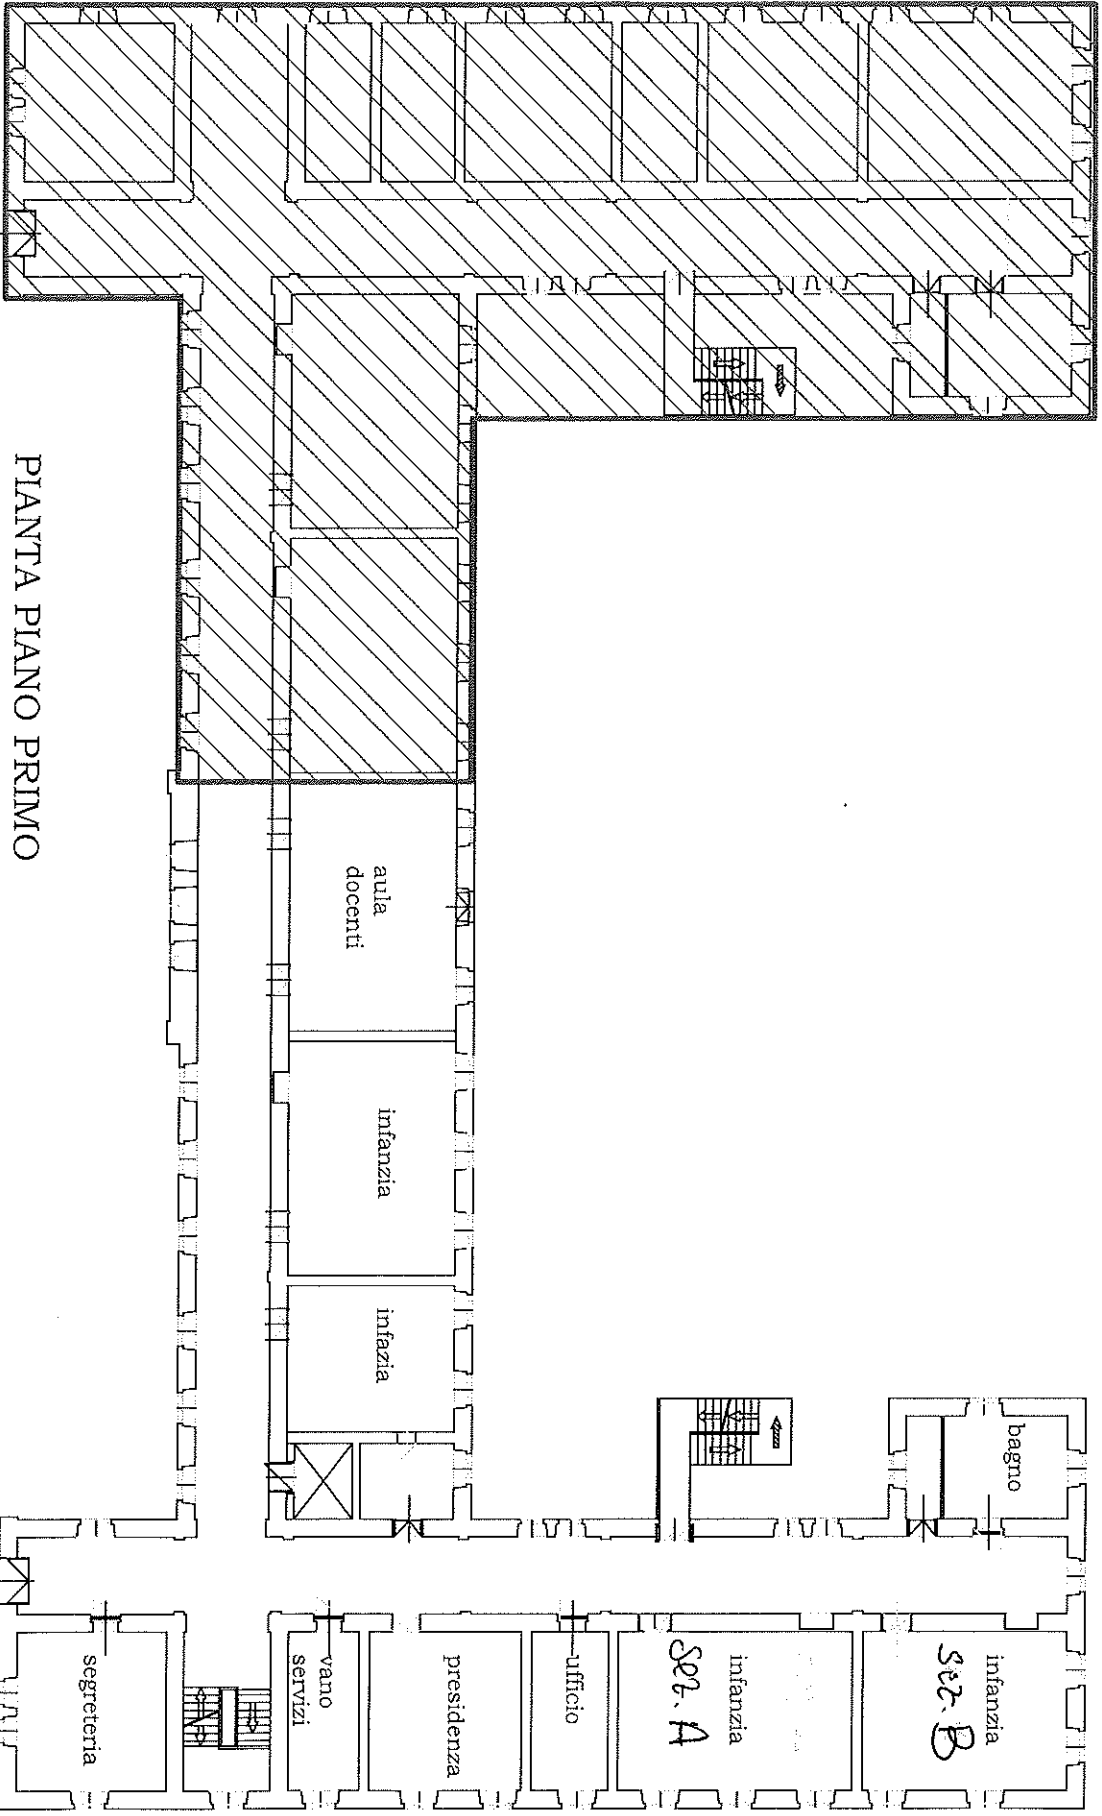 PIANTA PIANO PRIMO
aula
docenti
infanzia
infazia
bagno
segreteria
vano
servizi
presidenza
ufficio
infanzia
sez. A
infanzia
sez. B